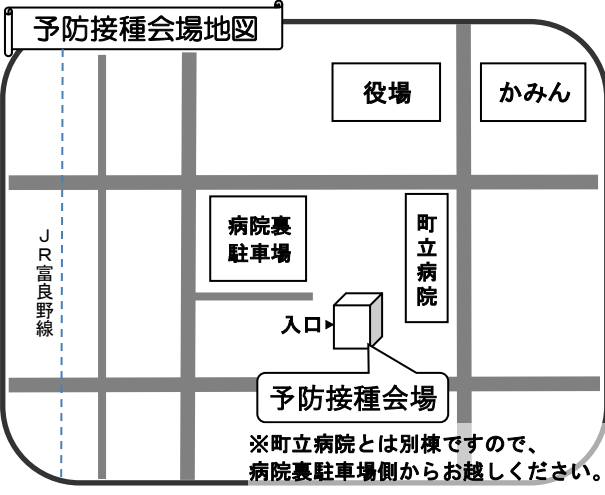 予防接種会場地図
役場
かみん
病院裏
駐車場
町立病院
JR富良野線
入口
予防接種会場
※町立病院とは別棟ですので、
病院裏駐車場側からお越しください。